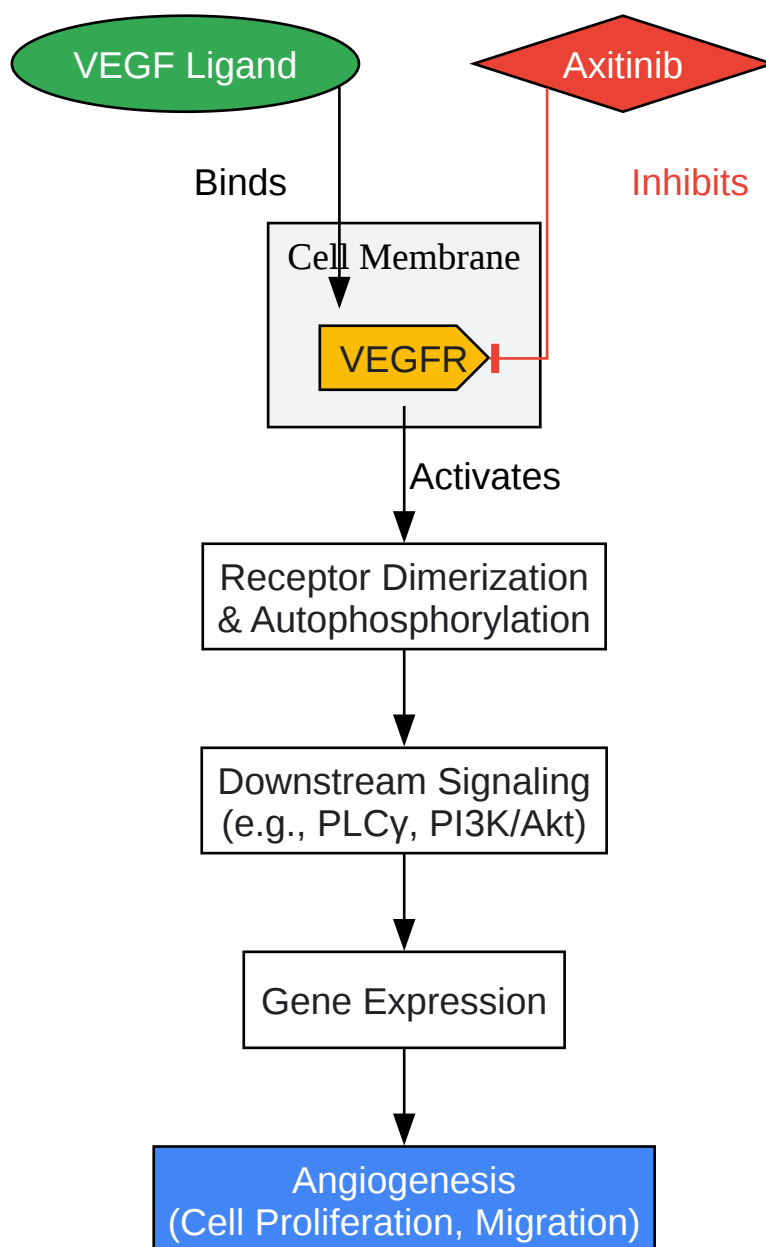 VEGF Ligand
Axitinib
Binds
Inhibits
Cell Membrane
VEGFR
Activates
Receptor Dimerization
& Autophosphorylation
Downstream Signaling
(e.g., PLCγ, PI3K/Akt)
Gene Expression
Angiogenesis
(Cell Proliferation, Migration)